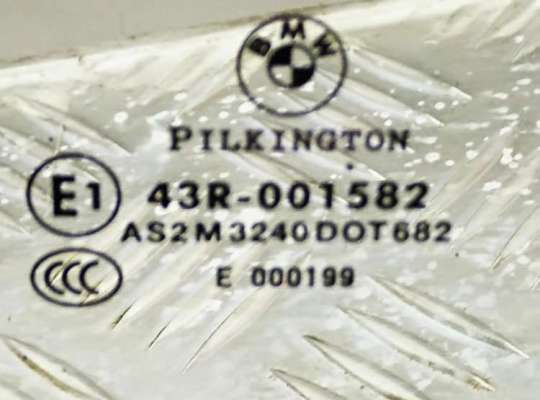 BMW
PILKINGTON
E1 43R-001582
AS2M3240DOT682
CCC E 000199